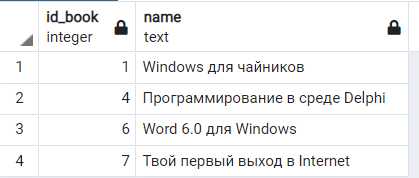 id_book integer name text
1 1 Windows для чайников
2 4 Программирование в среде Delphi
3 6 Word 6.0 для Windows
4 7 Твой первый выход в Internet